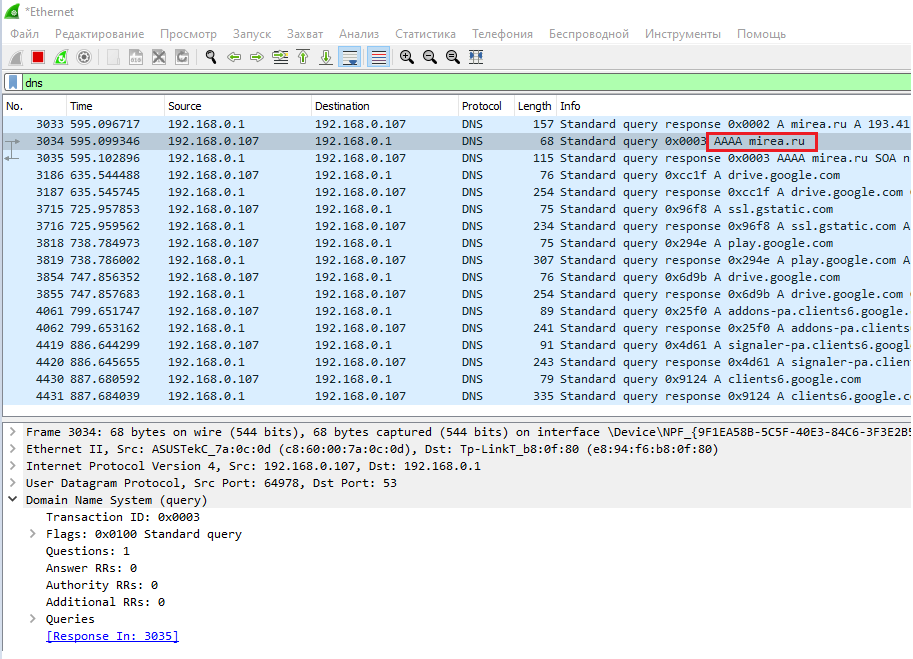 *Ethernet
Файл Редактирование Просмотр Запуск Захват Анализ Статистика Телефония Беспроводной Инструменты Помощь
dns
No. Time Source Destination Protocol Length Info
3033 595.096717 192.168.0.1 192.168.0.107 DNS 157 Standard query response 0x0002 A mirea.ru A 193.41
3034 595.099346 192.168.0.107 192.168.0.1 DNS 68 Standard query 0x0003 AAAA mirea.ru
3035 595.102896 192.168.0.1 192.168.0.107 DNS 115 Standard query response 0x0003 AAAA mirea.ru SOA n
3186 635.544488 192.168.0.107 192.168.0.1 DNS 76 Standard query 0xcc1f A drive.google.com
3187 635.545745 192.168.0.1 192.168.0.107 DNS 254 Standard query response 0xcc1f A drive.google.com
3715 725.957853 192.168.0.107 192.168.0.1 DNS 75 Standard query 0x96f8 A ssl.gstatic.com
3716 725.959562 192.168.0.1 192.168.0.107 DNS 234 Standard query response 0x96f8 A ssl.gstatic.com A
3818 738.784973 192.168.0.107 192.168.0.1 DNS 75 Standard query 0x294e A play.google.com
3819 738.786002 192.168.0.1 192.168.0.107 DNS 307 Standard query response 0x294e A play.google.com A
3854 747.856352 192.168.0.107 192.168.0.1 DNS 76 Standard query 0x6d9b A drive.google.com
3855 747.857683 192.168.0.1 192.168.0.107 DNS 254 Standard query response 0x6d9b A drive.google.com
4061 799.651747 192.168.0.107 192.168.0.1 DNS 89 Standard query 0x25f0 A addons-pa.clients6.google.
4062 799.653162 192.168.0.1 192.168.0.107 DNS 241 Standard query response 0x25f0 A addons-pa.clients
4419 886.644299 192.168.0.107 192.168.0.1 DNS 91 Standard query 0x4d61 A signaler-pa.clients6.googl
4420 886.645655 192.168.0.1 192.168.0.107 DNS 243 Standard query response 0x4d61 A signaler-pa.client
4430 887.680592 192.168.0.107 192.168.0.1 DNS 79 Standard query 0x9124 A clients6.google.com
4431 887.684039 192.168.0.1 192.168.0.107 DNS 335 Standard query response 0x9124 A clients6.google.c
Frame 3034: 68 bytes on wire (544 bits), 68 bytes captured (544 bits) on interface \Device\NPF_{9F1EA58B-5C5F-40E3-84C6-3F3E2B5
Ethernet II, Src: ASUSTekC_7a:0c:0d (c8:60:00:7a:0c:0d), Dst: Tp-LinkT_b8:0f:80 (e8:94:f6:b8:0f:80)
Internet Protocol Version 4, Src: 192.168.0.107, Dst: 192.168.0.1
User Datagram Protocol, Src Port: 64978, Dst Port: 53
Domain Name System (query)
Transaction ID: 0x0003
Flags: 0x0100 Standard query
Questions: 1
Answer RRs: 0
Authority RRs: 0
Additional RRs: 0
Queries
[Response In: 3035]